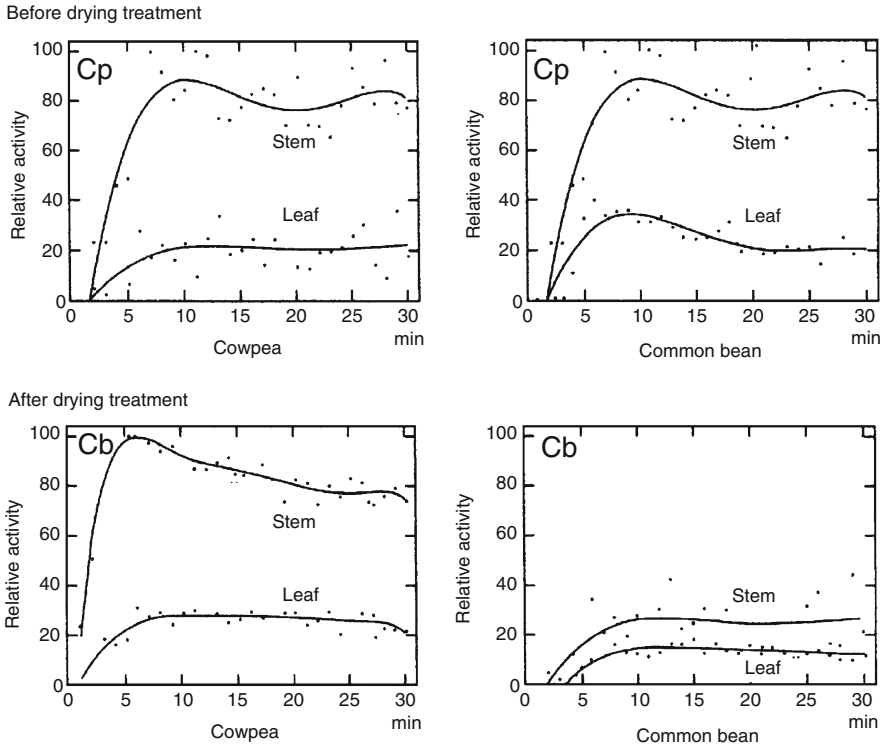 Before drying treatment
100
80
60
40
20
0
Relative activity
Cp
Stem
Leaf
0 5 10 15 20 25 30
min
Cowpea
100
80
60
40
20
0
Relative activity
Cp
Stem
Leaf
0 5 10 15 20 25 30
min
Common bean
After drying treatment
100
80
60
40
20
0
Relative activity
Cb
Stem
Leaf
0 5 10 15 20 25 30
min
Cowpea
100
80
60
40
20
0
Relative activity
Cb
Stem
Leaf
0 5 10 15 20 25 30
min
Common bean